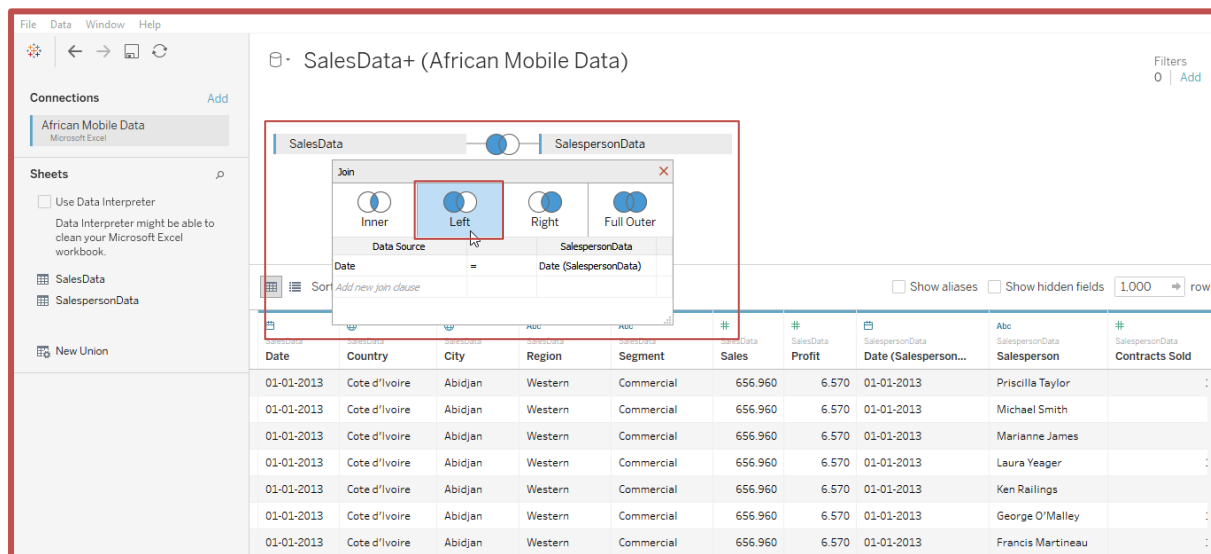 File Data Window Help
SalesData+ (African Mobile Data)
Filters
0 Add
Connections Add
African Mobile Data
Microsoft Excel
SalesData SalespersonData
Join
Inner Left Right Full Outer
Data Source SalespersonData
Date = Date (SalespersonData)
Add new join clause
Sheets
Use Data Interpreter
Data Interpreter might be able to
clean your Microsoft Excel
workbook.
SalesData
SalespersonData
New Union
Sort Show aliases Show hidden fields 1,000 row
Abc Abc Abc
SalesData SalesData SalesData SalesData SalesData SalesData SalesData SalespersonData SalespersonData SalespersonData
Date Country City Region Segment Sales Profit Date (Salesperson... Salesperson Contracts Sold
01-01-2013 Cote d'Ivoire Abidjan Western Commercial 656.960 6.570 01-01-2013 Priscilla Taylor
01-01-2013 Cote d'Ivoire Abidjan Western Commercial 656.960 6.570 01-01-2013 Michael Smith
01-01-2013 Cote d'Ivoire Abidjan Western Commercial 656.960 6.570 01-01-2013 Marianne James
01-01-2013 Cote d'Ivoire Abidjan Western Commercial 656.960 6.570 01-01-2013 Laura Yeager
01-01-2013 Cote d'Ivoire Abidjan Western Commercial 656.960 6.570 01-01-2013 Ken Railings
01-01-2013 Cote d'Ivoire Abidjan Western Commercial 656.960 6.570 01-01-2013 George O'Malley
01-01-2013 Cote d'Ivoire Abidjan Western Commercial 656.960 6.570 01-01-2013 Francis Martineau